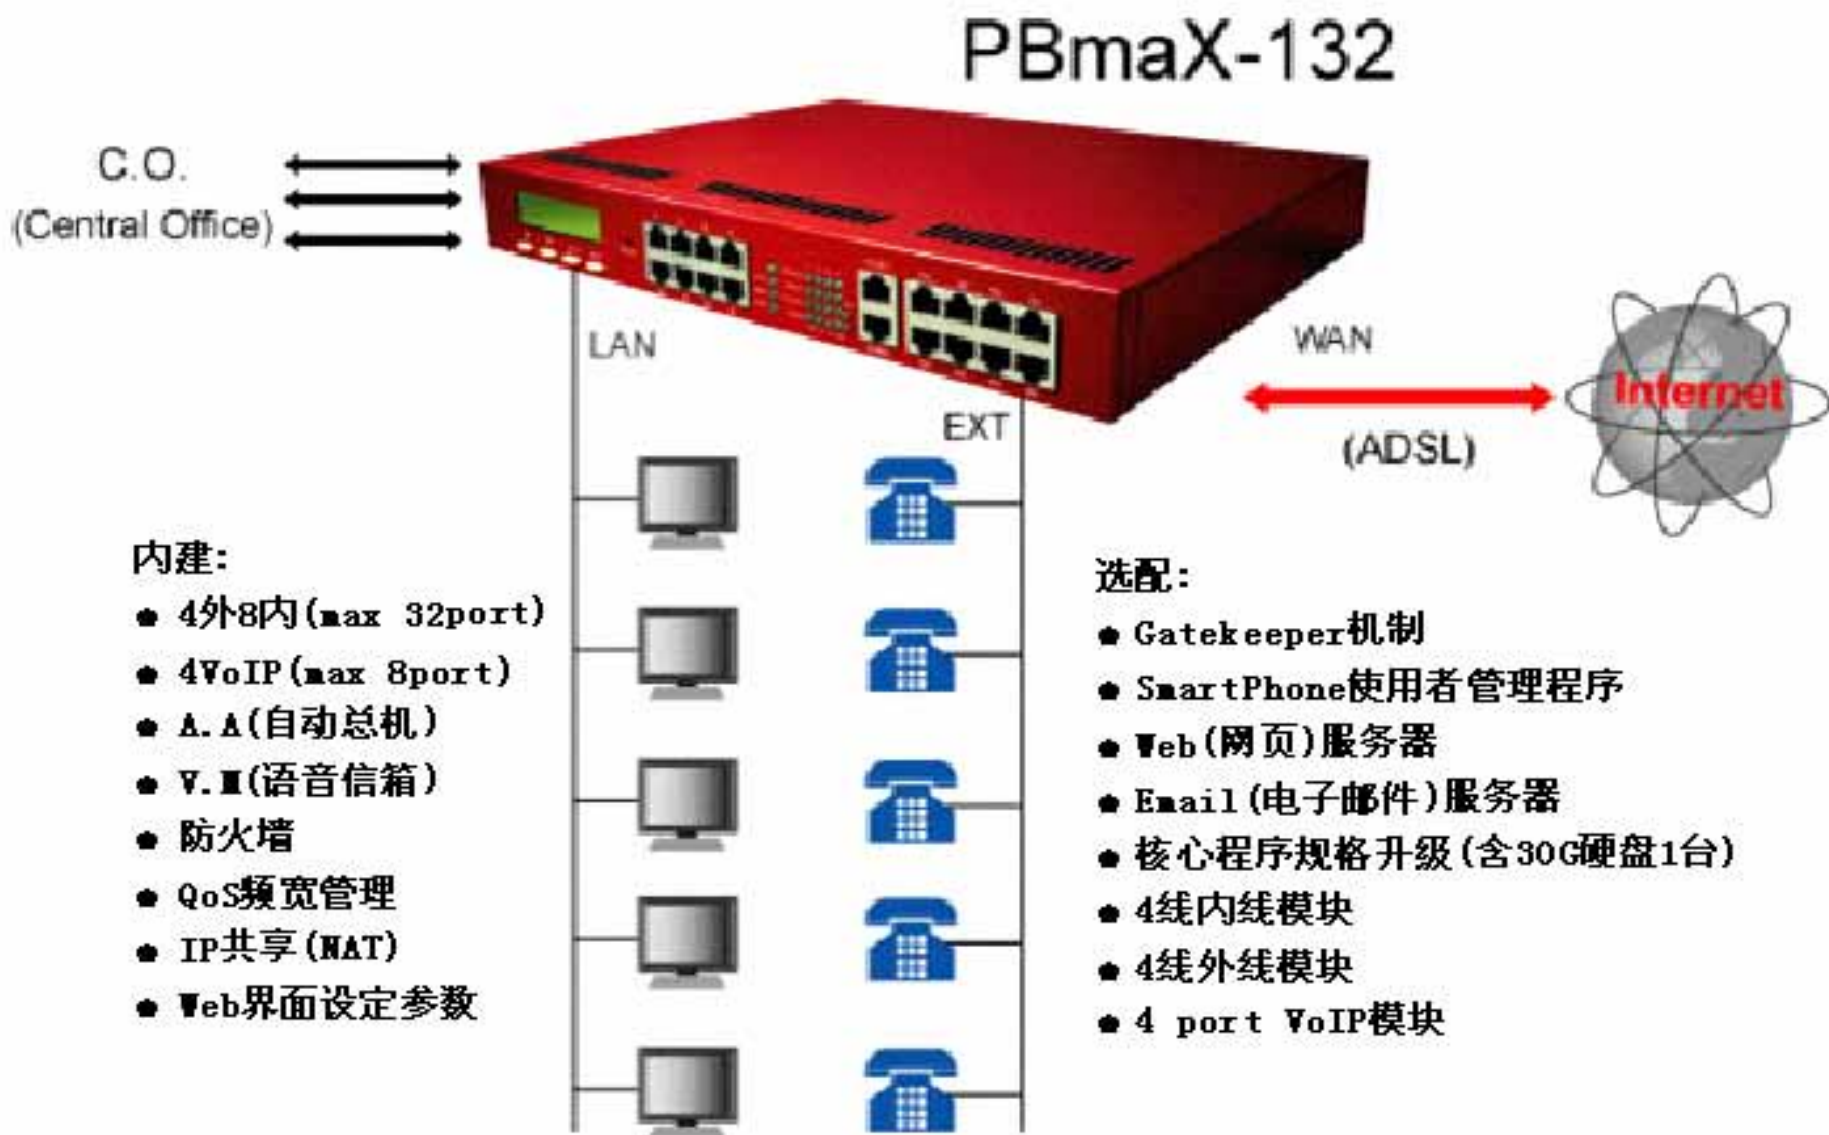 PBmaX-132
C.O.
(Central Office)
LAN
WAN
Internet
EXT
(ADSL)
内建:
4外8内(max 32port)
4VoIP(max 8port)
A.A(自动总机)
V.M(语音信箱)
防火墙
QoS频宽管理
IP共享(NAT)
Web界面设定参数
选配:
Gatekeeper机制
SmartPhone使用者管理程序
Web(网页)服务器
Email(电子邮件)服务器
核心程序规格升级(含30G硬盘1台)
4线内线模块
4线外线模块
4 port VoIP模块